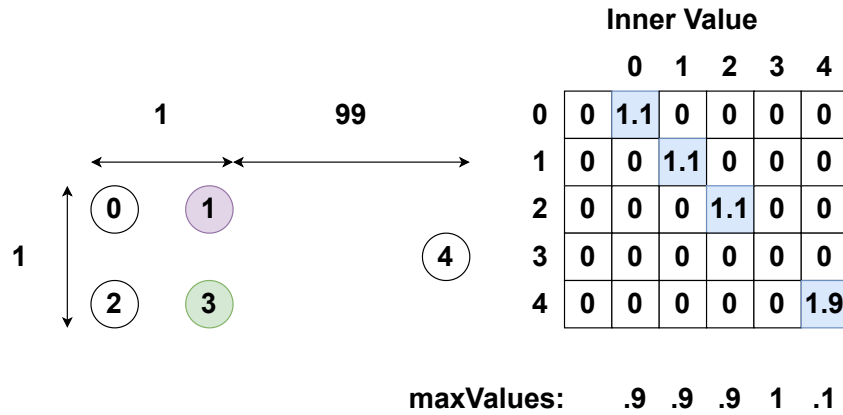 Inner Value
0 1 2 3 4
1 99
0 0 1.1 0 0 0 0
1 0 0 1.1 0 0 0
2 0 0 0 1.1 0 0
3 0 0 0 0 0 0
4 0 0 0 0 0 1.9
1
0 1
4
2 3
maxValues: .9 .9 .9 1 .1